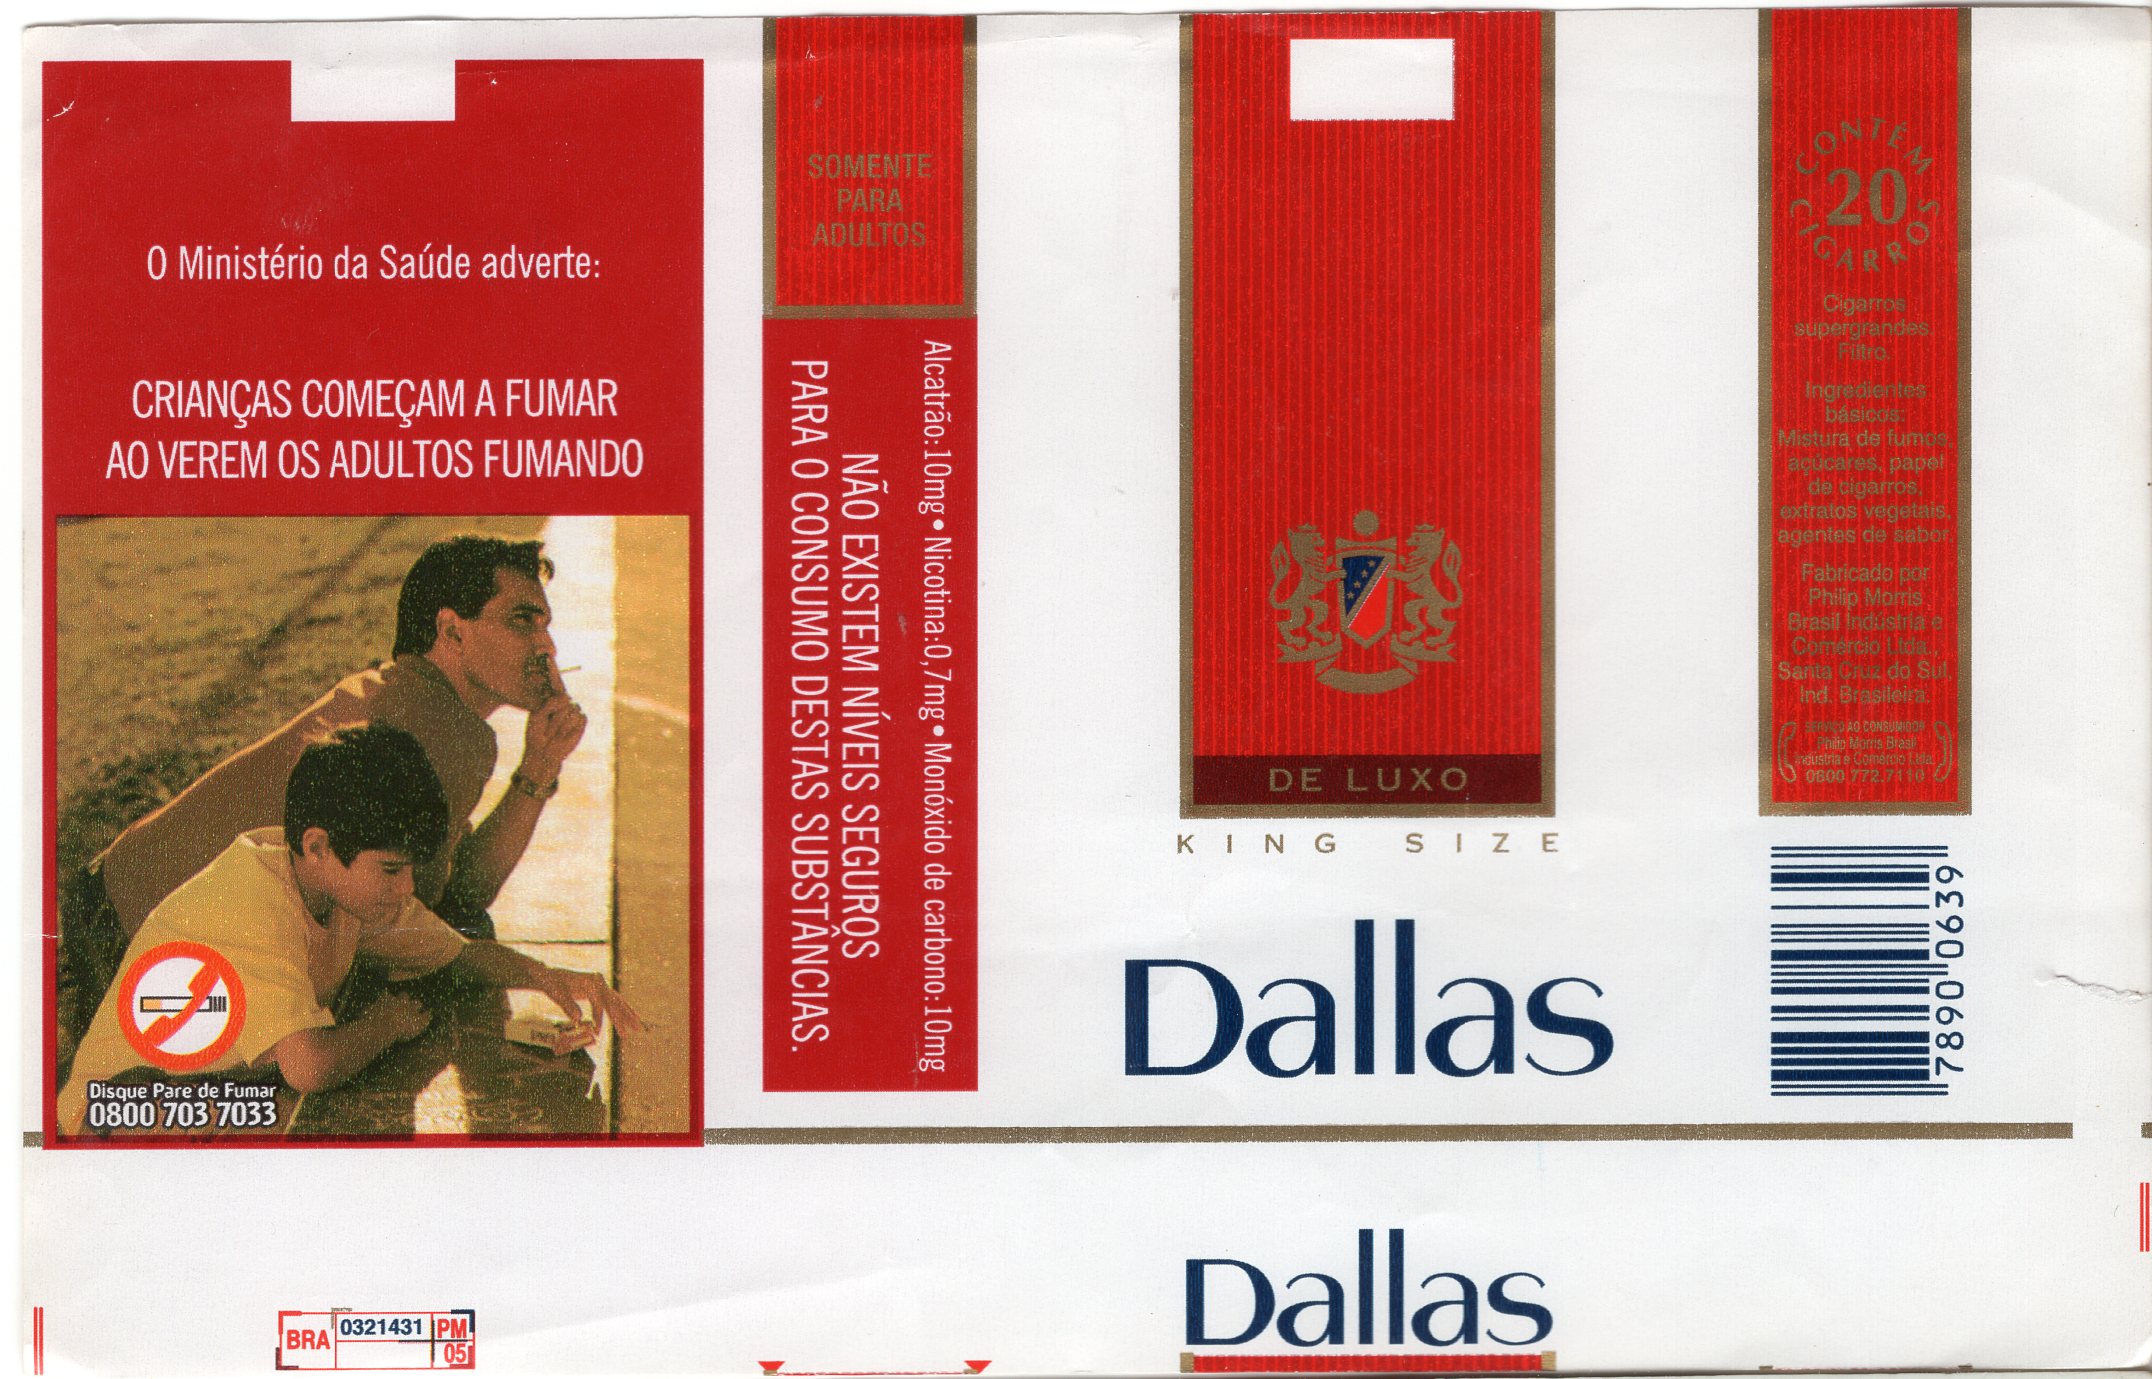 O Ministério da Saúde adverte:
CRIANÇAS COMEÇAM A FUMAR
AO VEREM OS ADULTOS FUMANDO
Disque Pare de Fumar
0800 703 7033
SOMENTE
PARA
ADULTOS
Alcatrão:10mg • Nicotina:0,7mg • Monóxido de carbono:10mg
NÃO EXISTEM NÍVEIS SEGUROS
PARA O CONSUMO DESTAS SUBSTÂNCIAS.
DE LUXO
KING SIZE
Dallas
CONTÉM
20
CIGARROS
Cigarros
supergrandes.
Filtro.
Ingredientes
básicos:
Mistura de fumos,
açúcares, papel
de cigarros,
extratos vegetais,
agentes de sabor.
Fabricado por
Philip Morris
Brasil Indústria e
Comércio Ltda.,
Santa Cruz do Sul,
Ind. Brasileira.
SERVIÇO AO CONSUMIDOR
Philip Morris Brasil
Indústria e Comércio Ltda.
0800 772.7110
78900639
Dallas
BRA 0321431 PM
05